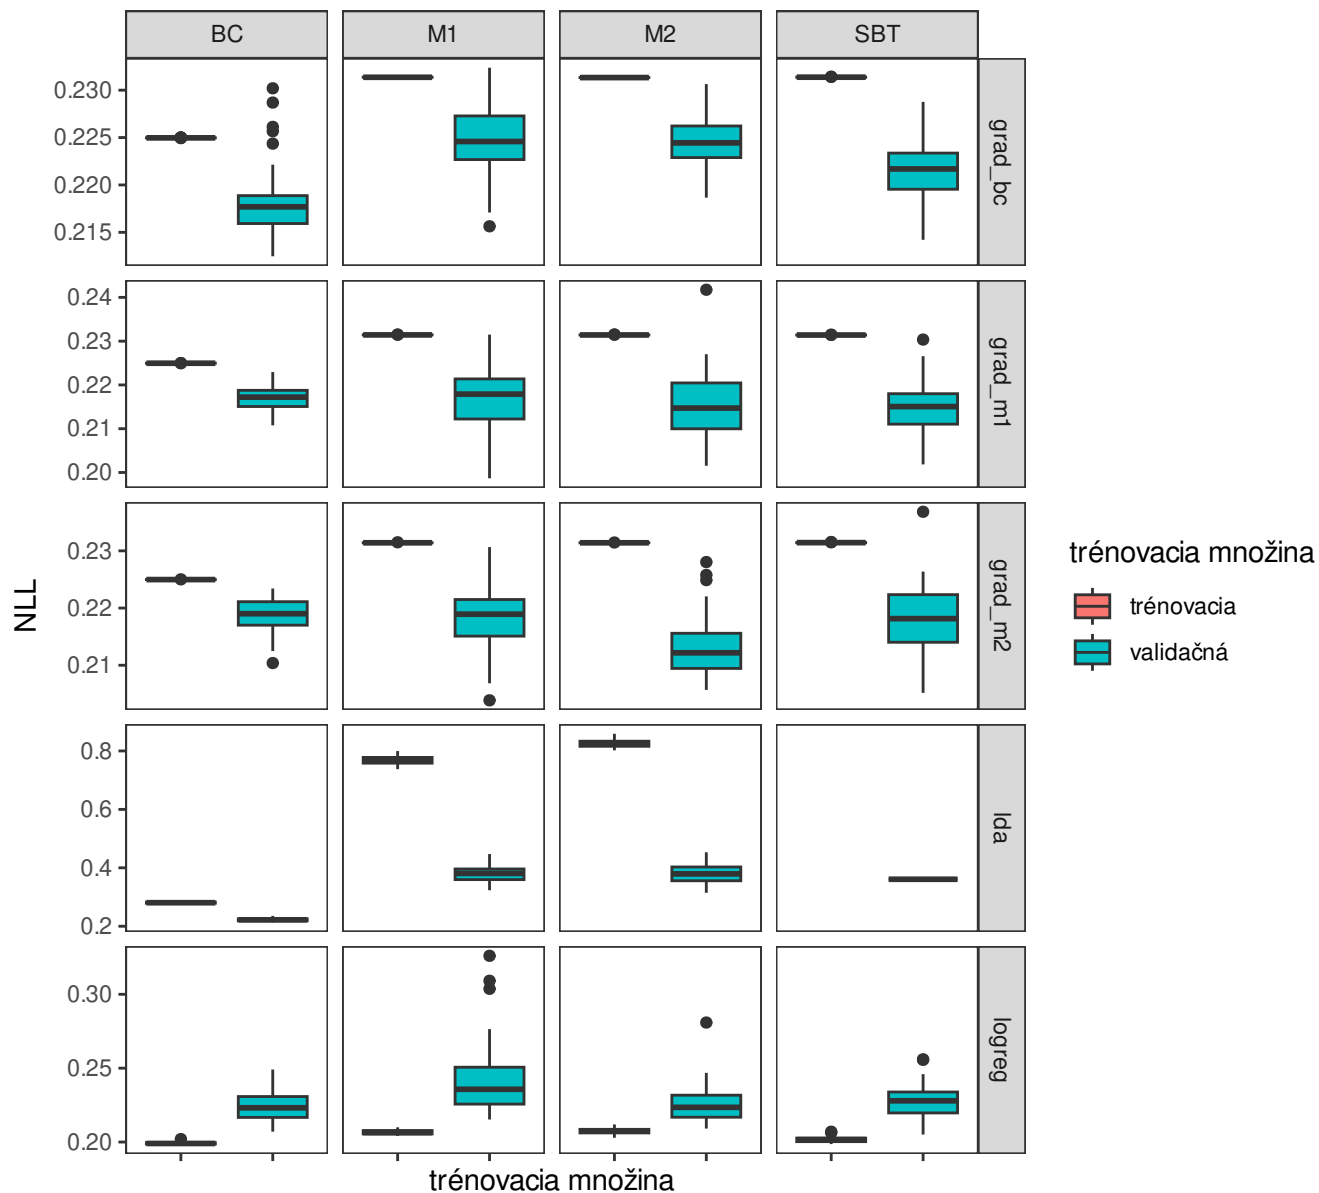 BC M1 M2 SBT
0.230
0.225
0.220
0.215
grad_bc
0.24
0.23
0.22
0.21
0.20
grad_m1
0.23
0.22
0.21
grad_m2
0.8
0.6
0.4
0.2
lda
0.30
0.25
0.20
logreg
NLL
trénovacia množina
trénovacia množina
trénovacia
validačná